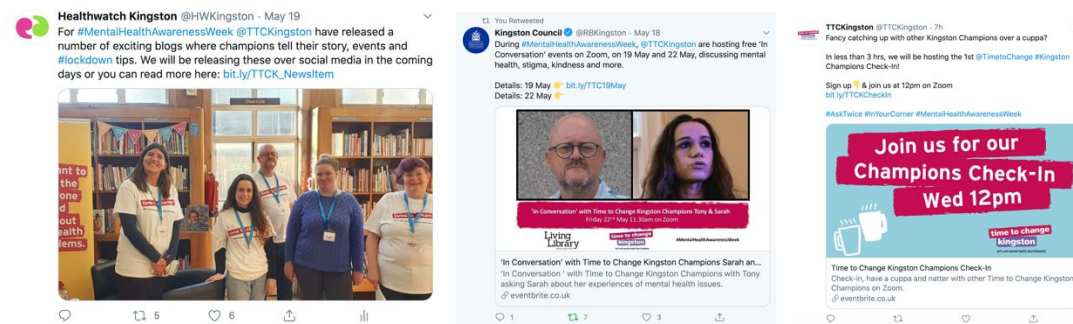 Healthwatch Kingston @HWKingston · May 19
For #MentalHealthAwarenessWeek @TTCKingston have released a
number of exciting blogs where champions tell their story, events and
#lockdown tips. We will be releasing these over social media in the coming
days or you can read more here: bit.ly/TTCK_NewsItem
Oversize
ant to
the
one
d
out
ealth
lems.
5
6
You Retweeted
Kingston Council @RBKingston · May 18
During #MentalHealthAwarenessWeek, @TTCKingston are hosting free 'In
Conversation' events on Zoom, on 19 May and 22 May, discussing mental
health, stigma, kindness and more.
Details: 19 May 👉 bit.ly/TTC19May
Details: 22 May 👉
'In Conversation' with Time to Change Kingston Champions Tony & Sarah
Friday 22nd May 11.30am on Zoom
Living
Library
time to change
kingston
#MentalHealthAwarenessWeek
'In Conversation' with Time to Change Kingston Champions Sarah an...
'In Conversation ' with Time to Change Kingston Champions with Tony
asking Sarah about her experiences of mental health issues.
eventbrite.co.uk
1
7
3
TTCKingston @TTCKingston · 7h
Fancy catching up with other Kingston Champions over a cuppa?
In less than 3 hrs, we will be hosting the 1st @TimetoChange #Kingston
Champions Check-In!
Sign up 👇 & join us at 12pm on Zoom
bit.ly/TTCKCheckIn
#AskTwice #InYourCorner #MentalHealthAwarenessWeek
Join us for our
Champions Check-In
Wed 12pm
time to change
kingston
Time to Change Kingston Champions Check-In
Check-in, have a cuppa and natter with other Time to Change Kingston
Champions on Zoom.
eventbrite.co.uk